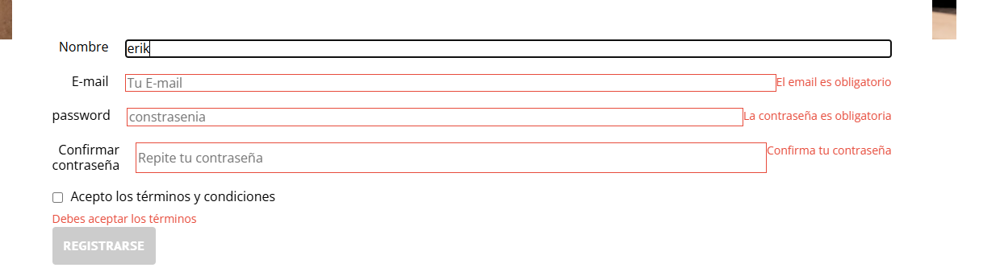 Nombre erik
E-mail Tu E-mail El email es obligatorio
password constrasenia La contraseña es obligatoria
Confirmar
contraseña Repite tu contraseña Confirma tu contraseña
Acepto los términos y condiciones
Debes aceptar los términos
REGISTRARSE